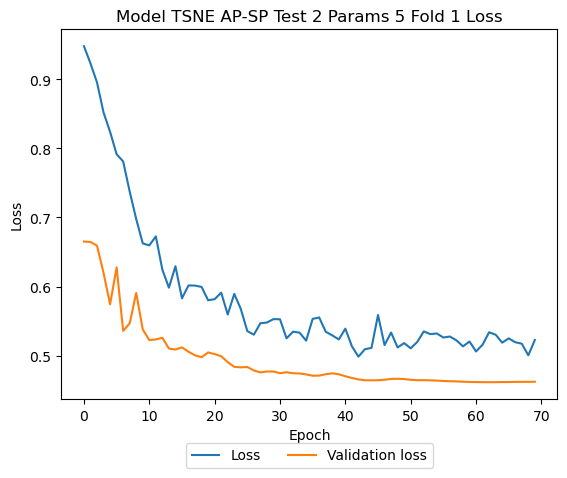 Model TSNE AP-SP Test 2 Params 5 Fold 1 Loss
Loss
0.9
0.8
0.7
0.6
0.5
0 10 20 30 40 50 60 70
Epoch
Loss Validation loss